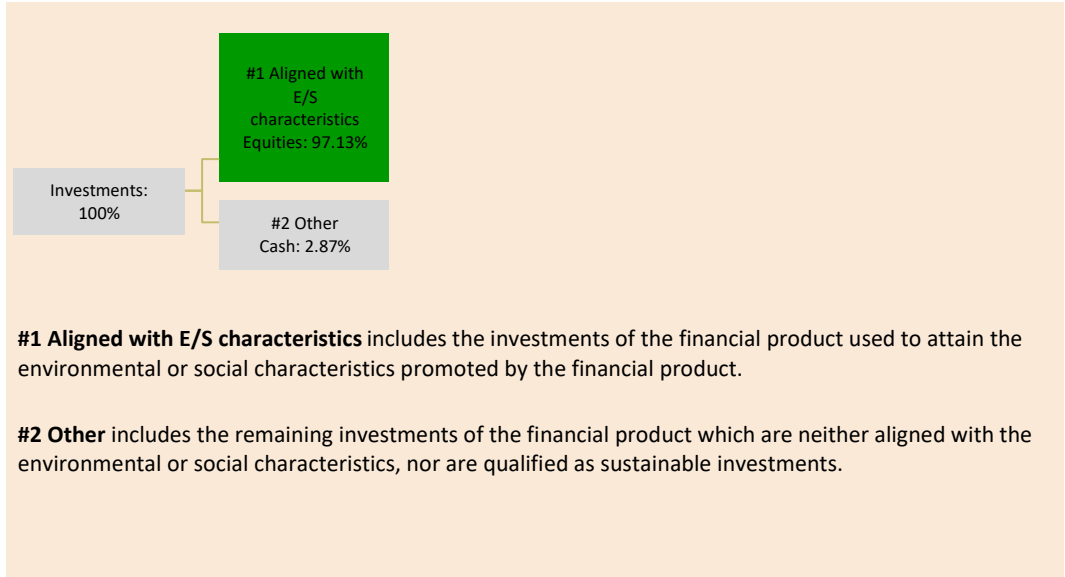 #1 Aligned with
E/S
characteristics
Equities: 97.13%
Investments:
100%
#2 Other
Cash: 2.87%
#1 Aligned with E/S characteristics includes the investments of the financial product used to attain the
environmental or social characteristics promoted by the financial product.
#2 Other includes the remaining investments of the financial product which are neither aligned with the
environmental or social characteristics, nor are qualified as sustainable investments.